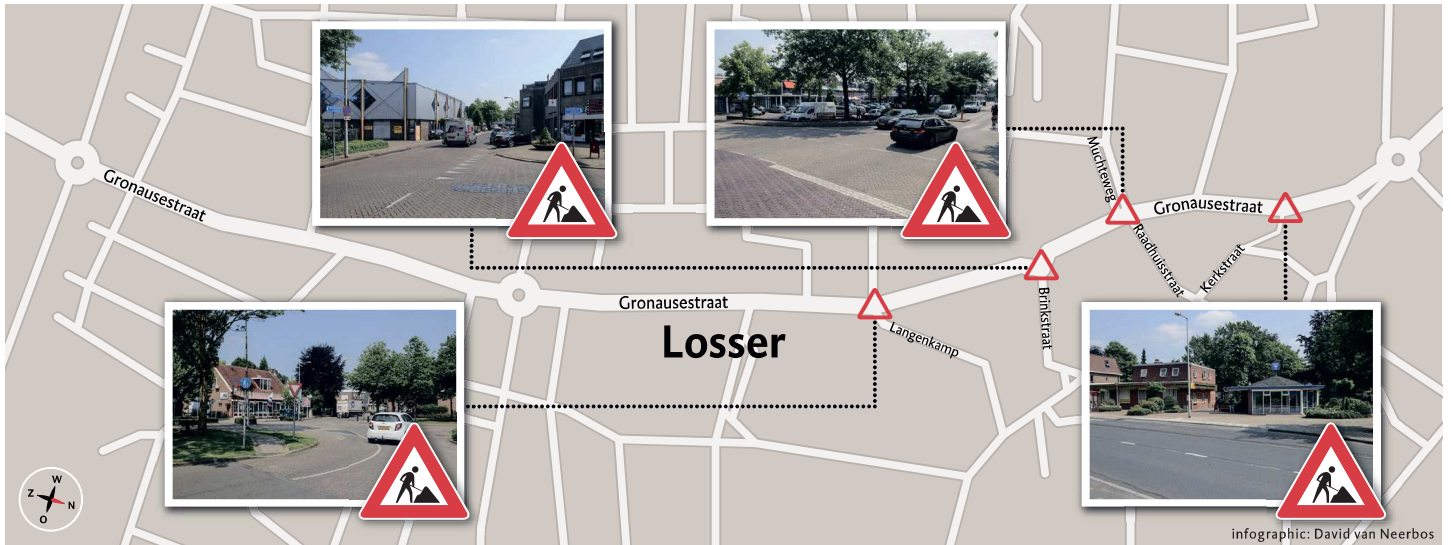 Gronausestraat
Muchteweg
Gronausestraat
Raadhuisstraat
Kerkstraat
Gronausestraat
Brinkstraat
Langenkamp
Losser
W
Z
N
O
infographic: David van Neerbos